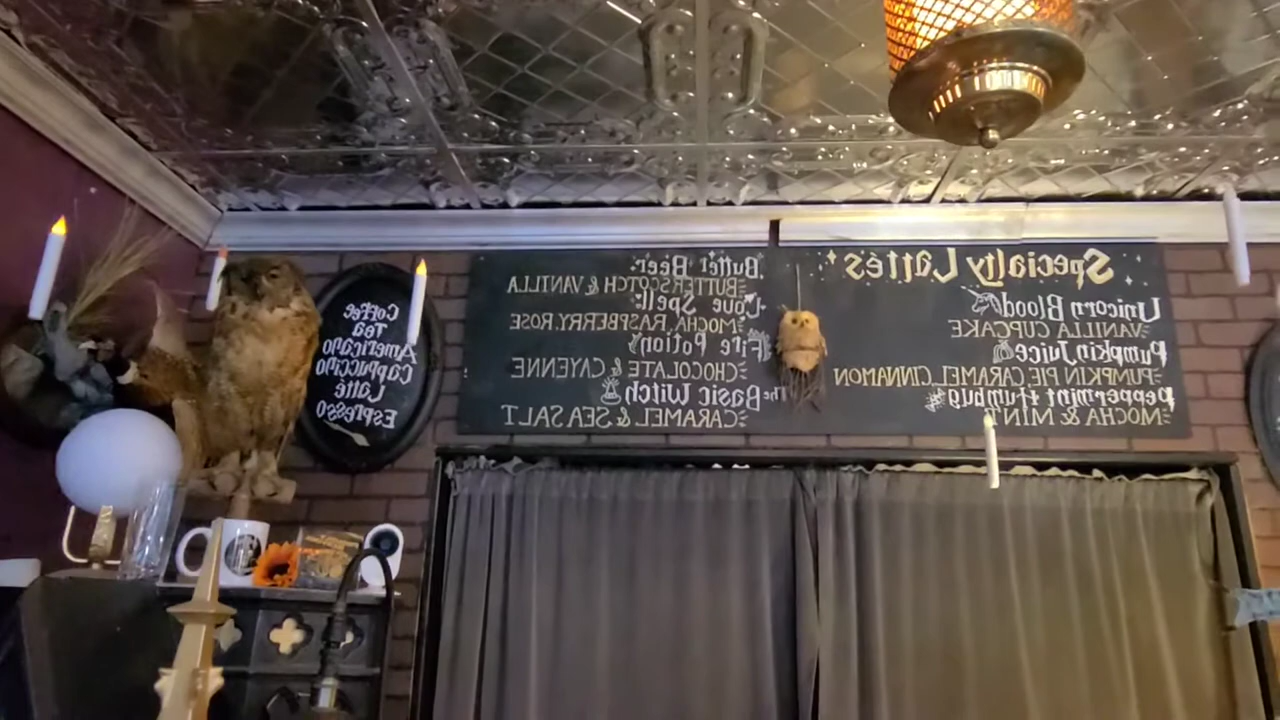 Specialty Lattés
Unicorn Blood
VANILLA CUPCAKE
Pumpkin Juice
PUMPKIN PIE, CARAMEL, CINNAMON
Peppermint Humbug
MOCHA & MINT
Butter Beer
BUTTERSCOTCH & VANILLA
Love Spell
MOCHA, RASPBERRY, ROSE
Fire Potion
CHOCOLATE & CAYENNE
The Basic Witch
CARAMEL & SEA SALT
Coffee
Tea
Americano
Cappuccino
Latté
Espresso